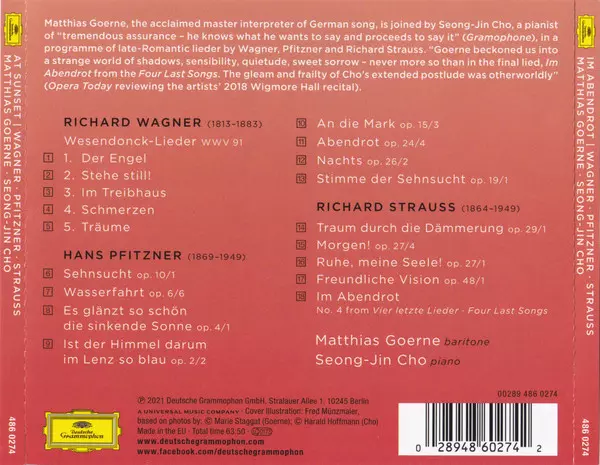 Deutsche
Grammophon
AT SUNSET | WAGNER · PFITZNER · STRAUSS
MATTHIAS GOERNE · SEONG-JIN CHO
486 0274
Matthias Goerne, the acclaimed master interpreter of German song, is joined by Seong-Jin Cho, a pianist
of “tremendous assurance – he knows what he wants to say and proceeds to say it” (Gramophone), in
a programme of late-Romantic lieder by Wagner, Pfitzner and Richard Strauss. “Goerne beckoned us into
a strange world of shadows, sensibility, quietude, sweet sorrow – never more so than in the final lied, Im
Abendrot from the Four Last Songs. The gleam and frailty of Cho’s extended postlude was otherworldly”
(Opera Today reviewing the artists’ 2018 Wigmore Hall recital).
RICHARD WAGNER (1813–1883)
Wesendonck-Lieder WWV 91
1 1. Der Engel
2 2. Stehe still!
3 3. Im Treibhaus
4 4. Schmerzen
5 5. Träume
HANS PFITZNER (1869–1949)
6 Sehnsucht op. 10/1
7 Wasserfahrt op. 6/6
8 Es glänzt so schön
die sinkende Sonne op. 4/1
9 Ist der Himmel darum
im Lenz so blau op. 2/2
10 An die Mark op. 15/3
11 Abendrot op. 24/4
12 Nachts op. 26/2
13 Stimme der Sehnsucht op. 19/1
RICHARD STRAUSS (1864–1949)
14 Traum durch die Dämmerung op. 29/1
15 Morgen! op. 27/4
16 Ruhe, meine Seele! op. 27/1
17 Freundliche Vision op. 48/1
18 Im Abendrot
No. 4 from Vier letzte Lieder · Four Last Songs
Matthias Goerne baritone
Seong-Jin Cho piano
Deutsche
Grammophon
℗ 2021 Deutsche Grammophon GmbH, Stralauer Allee 1, 10245 Berlin
A UNIVERSAL MUSIC COMPANY · Cover Illustration: Fred Münzmaier,
based on photos by: © Marie Staggat (Goerne); © Harald Hoffmann (Cho)
Made in the EU · Total time 63:50
www.deutschegrammophon.com
www.facebook.com/deutschegrammophon
00289 486 0274
0 28948 60274 2
Deutsche
Grammophon
IM ABENDROT | WAGNER · PFITZNER · STRAUSS
MATTHIAS GOERNE · SEONG-JIN CHO
486 0274